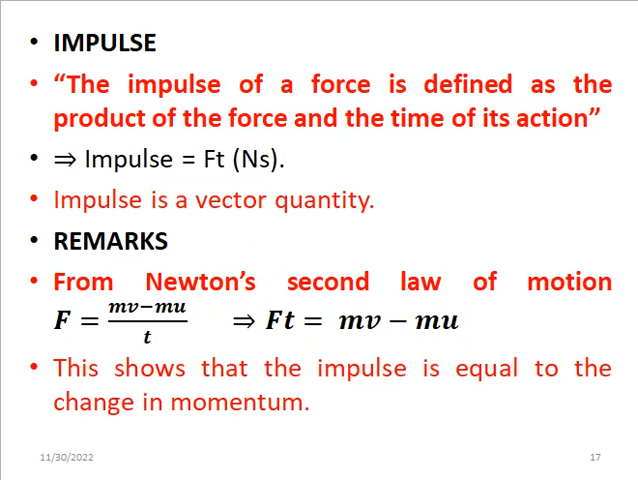 • IMPULSE
• “The impulse of a force is defined as the
product of the force and the time of its action”
• ⇒ Impulse = Ft (Ns).
• Impulse is a vector quantity.
• REMARKS
• From Newton’s second law of motion
F = (mv−mu)/t ⇒ Ft = mv − mu
• This shows that the impulse is equal to the
change in momentum.
11/30/2022 17